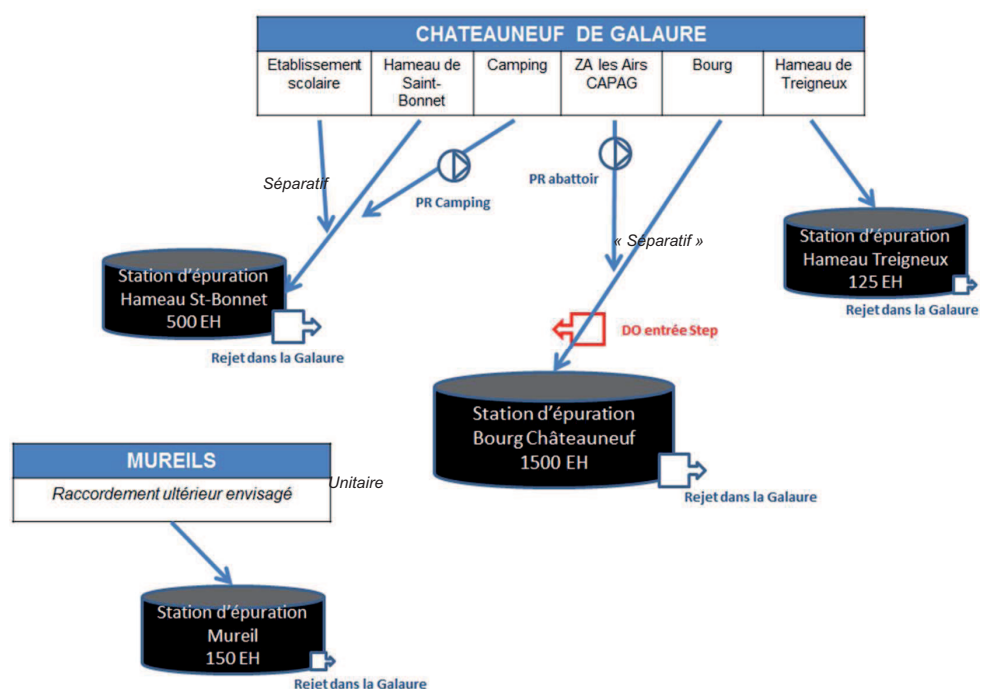 CHATEAUNEUF DE GALAURE
Etablissement
scolaire
Hameau de
Saint-
Bonnet
Camping
ZA les Airs
CAPAG
Bourg
Hameau de
Treigneux
Séparatif
PR Camping
PR abattoir
« Séparatif »
Station d'épuration
Hameau St-Bonnet
500 EH
Rejet dans la Galaure
Station d'épuration
Hameau Treigneux
125 EH
Rejet dans la Galaure
DO entrée Step
Station d'épuration
Bourg Châteauneuf
1500 EH
Rejet dans la Galaure
MUREILS
Raccordement ultérieur envisagé
Unitaire
Station d'épuration
Mureil
150 EH
Rejet dans la Galaure